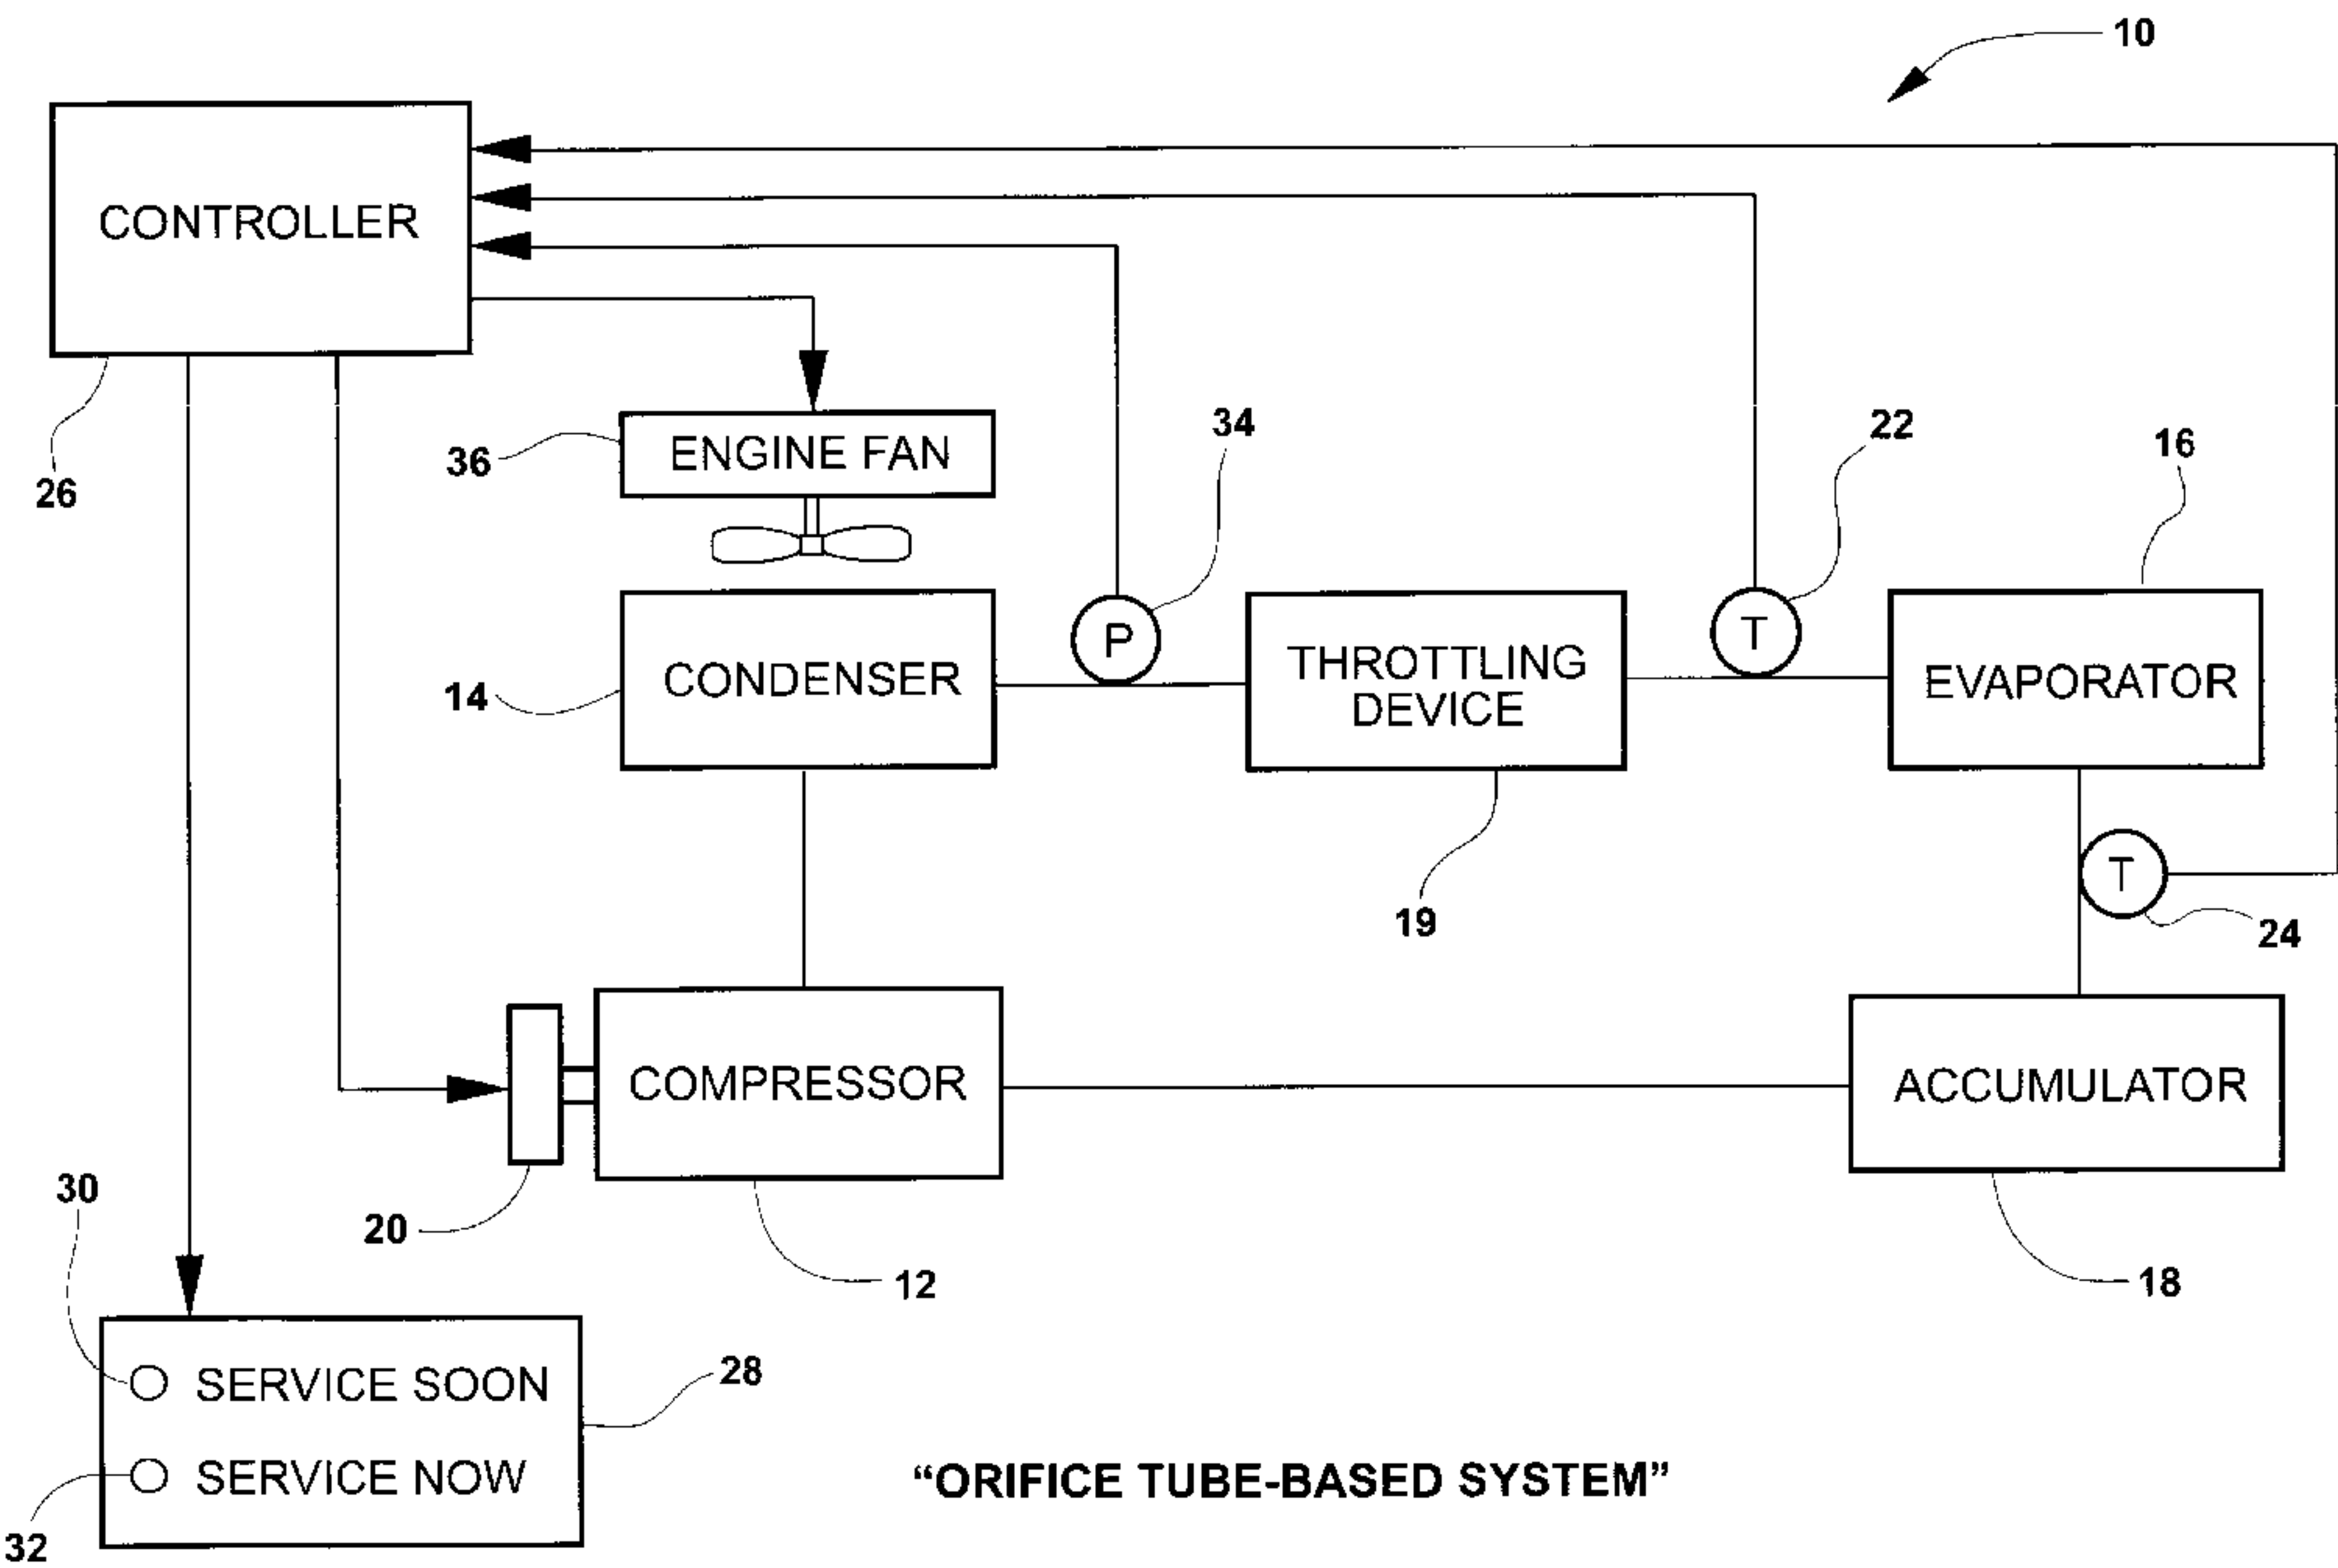 10
CONTROLLER
26
36
ENGINE FAN
34
22
16
P
T
14
CONDENSER
THROTTLING
DEVICE
EVAPORATOR
19
T
24
COMPRESSOR
ACCUMULATOR
20
12
18
30
SERVICE SOON
28
SERVICE NOW
32
“ORIFICE TUBE-BASED SYSTEM”